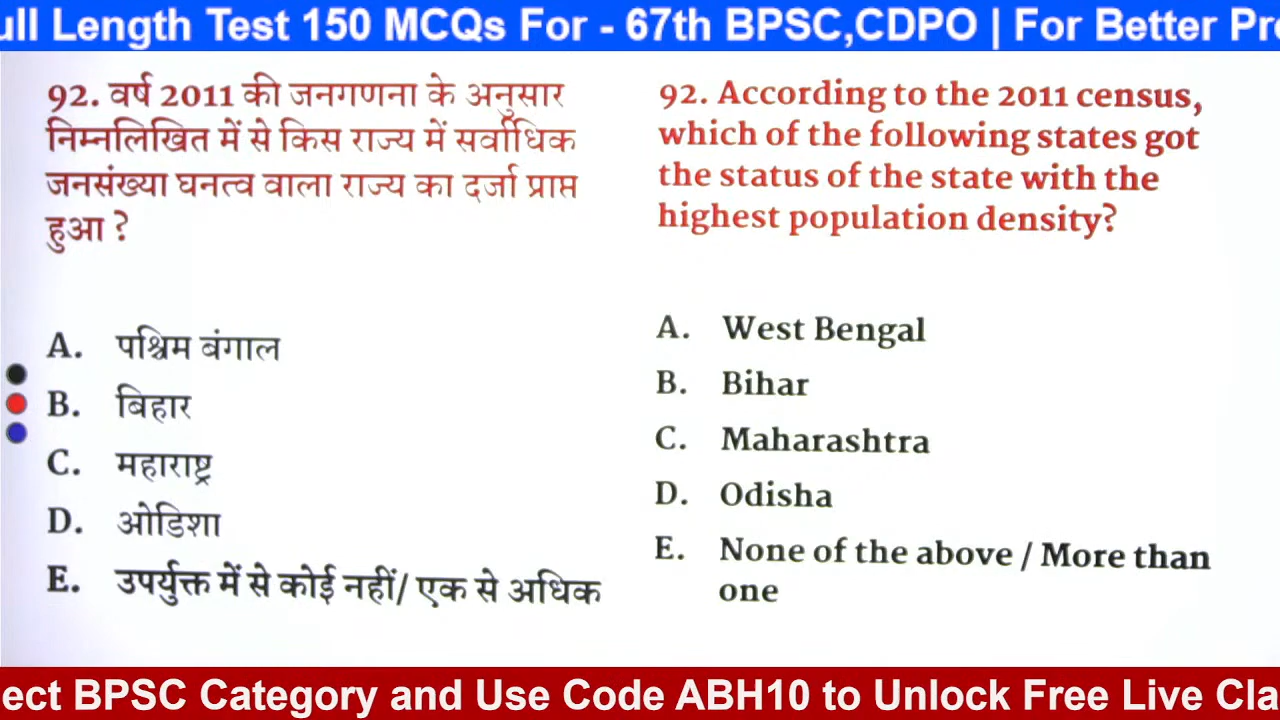 ull Length Test 150 MCQs For - 67th BPSC,CDPO | For Better Pre
92. वर्ष 2011 की जनगणना के अनुसार
निम्नलिखित में से किस राज्य में सर्वाधिक
जनसंख्या घनत्व वाला राज्य का दर्जा प्राप्त
हुआ ?
A. पश्चिम बंगाल
B. बिहार
C. महाराष्ट्र
D. ओडिशा
E. उपर्युक्त में से कोई नहीं/ एक से अधिक
92. According to the 2011 census,
which of the following states got
the status of the state with the
highest population density?
A. West Bengal
B. Bihar
C. Maharashtra
D. Odisha
E. None of the above / More than
one
ect BPSC Category and Use Code ABH10 to Unlock Free Live Cla